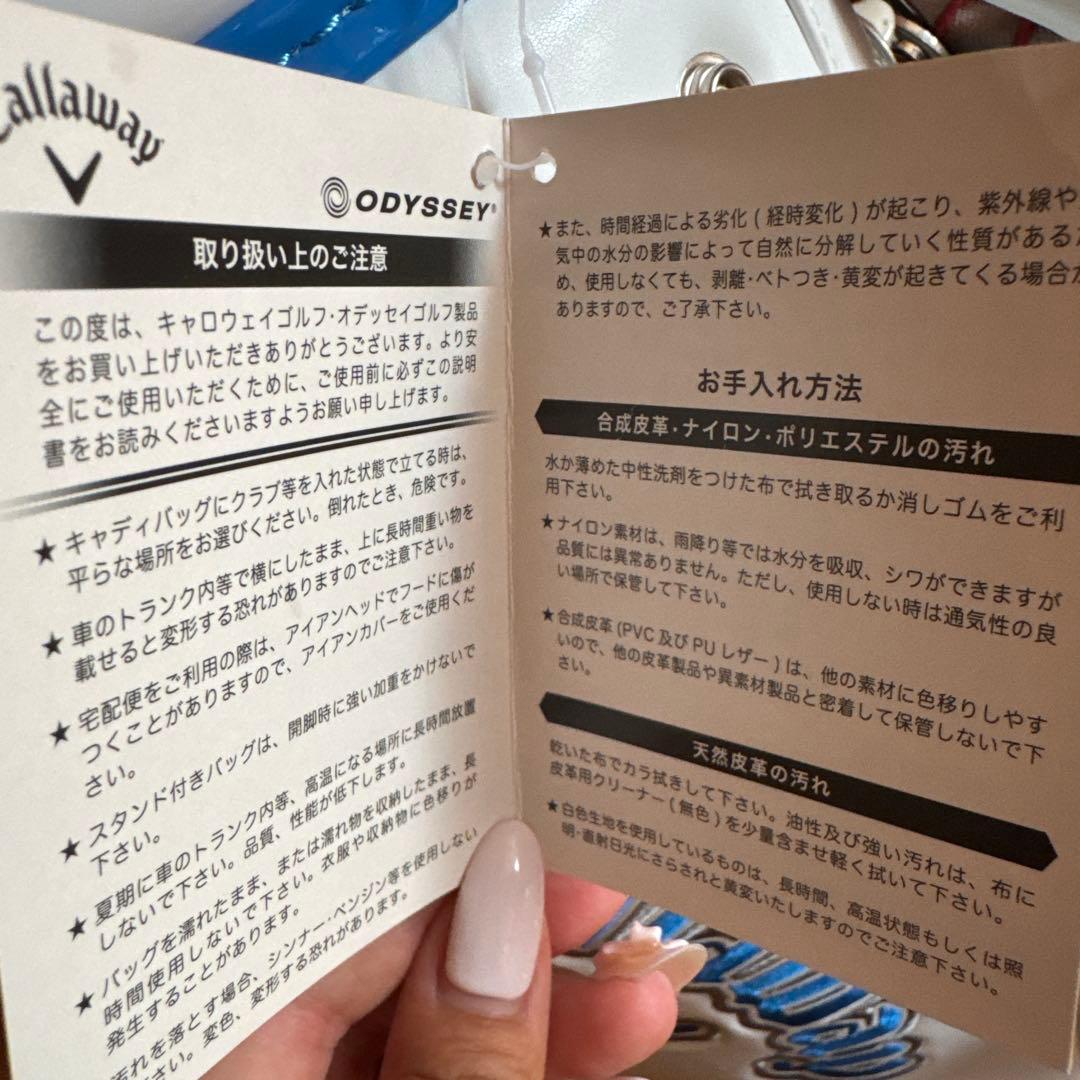 Callaway
ODYSSEY
取り扱い上のご注意
この度は、キャロウェイゴルフ・オデッセイゴルフ製品
をお買い上げいただきありがとうございます。より安
全にご使用いただくために、ご使用前に必ずこの説明
書をお読みくださいますようお願い申し上げます。
★ キャディバッグにクラブ等を入れた状態で立てる時は、
平らな場所をお選びください。倒れたとき、危険です。
★ 車のトランク内等で横にしたまま、上に長時間重い物を
載せると変形する恐れがありますのでご注意下さい。
★ 宅配便をご利用の際は、アイアンヘッドでフードに傷が
つくことがありますので、アイアンカバーをご使用くだ
さい。
★ スタンド付きバッグは、開脚時に強い加重をかけないで
下さい。
★ 夏期に車のトランク内等、高温になる場所に長時間放置
しないで下さい。品質、性能が低下します。
★ バッグを濡れたまま、または濡れ物を収納したまま、長
時間使用しないで下さい。衣服や収納物に色移りが
発生することがあります。
汚れを落とす場合、シンナー・ベンジン等を使用しない
さい。変色、変形する恐れがあります。
★また、時間経過による劣化(経時変化)が起こり、紫外線や
気中の水分の影響によって自然に分解していく性質がある
め、使用しなくても、剥離・ベトつき・黄変が起きてくる場合が
ありますので、ご了承下さい。
お手入れ方法
合成皮革・ナイロン・ポリエステルの汚れ
水か薄めた中性洗剤をつけた布で拭き取るか消しゴムをご利
用下さい。
★ナイロン素材は、雨降り等では水分を吸収、シワができますが
品質には異常ありません。ただし、使用しない時は通気性の良
い場所で保管して下さい。
★合成皮革(PVC及びPUレザー)は、他の素材に色移りしやす
いので、他の皮革製品や異素材製品と密着して保管しないで下
さい。
天然皮革の汚れ
乾いた布でカラ拭きして下さい。油性及び強い汚れは、布に
皮革用クリーナー(無色)を少量含ませ軽く拭いて下さい。
★白色生地を使用しているものは、長時間、高温状態もしくは照
明・直射日光にさらされと黄変いたしますのでご注意下さい。